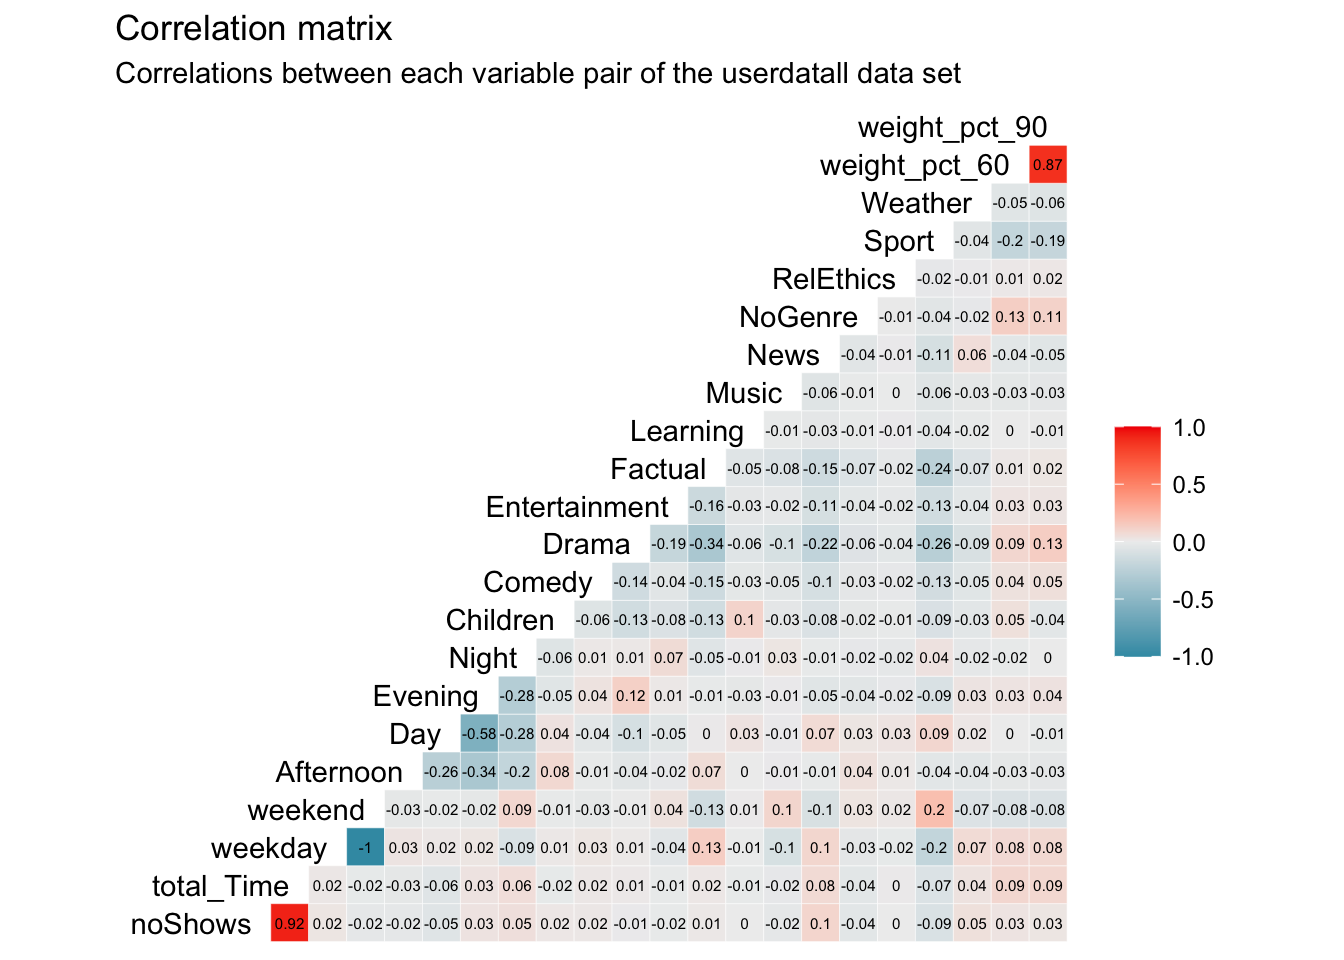 Correlation matrix
Correlations between each variable pair of the userdatall data set
weight_pct_90
weight_pct_60 0.87
Weather -0.05 -0.06
Sport -0.04 -0.2 -0.19
RelEthics -0.02 -0.01 0.01 0.02
NoGenre -0.01 -0.04 -0.02 0.13 0.11
News -0.04 -0.01 -0.11 0.06 -0.04 -0.05
Music -0.06 -0.01 0 -0.06 -0.03 -0.03 -0.03
Learning -0.01 -0.03 -0.01 -0.01 -0.04 -0.02 0 -0.01
Factual -0.05 -0.08 -0.15 -0.07 -0.02 -0.24 -0.07 0.01 0.02
Entertainment -0.16 -0.03 -0.02 -0.11 -0.04 -0.02 -0.13 -0.04 0.03 0.03
Drama -0.19 -0.34 -0.06 -0.1 -0.22 -0.06 -0.04 -0.26 -0.09 0.09 0.13
Comedy -0.14 -0.04 -0.15 -0.03 -0.05 -0.1 -0.03 -0.02 -0.13 -0.05 0.04 0.05
Children -0.06 -0.13 -0.08 -0.13 0.1 -0.03 -0.08 -0.02 -0.01 -0.09 -0.03 0.05 -0.04
Night -0.06 0.01 0.01 0.07 -0.05 -0.01 0.03 -0.01 -0.02 -0.02 0.04 -0.02 -0.02 0
Evening -0.28 -0.05 0.04 0.12 0.01 -0.01 -0.03 -0.01 -0.05 -0.04 -0.02 -0.09 0.03 0.03 0.04
Day -0.58 -0.28 0.04 -0.04 -0.1 -0.05 0 0.03 -0.01 0.07 0.03 0.03 0.09 0.02 0 -0.01
Afternoon -0.26 -0.34 -0.2 0.08 -0.01 -0.04 -0.02 0.07 0 -0.01 -0.01 0.04 0.01 -0.04 -0.04 -0.03 -0.03
weekend -0.03 -0.02 -0.02 0.09 -0.01 -0.03 -0.01 0.04 -0.13 0.01 0.1 -0.1 0.03 0.02 0.2 -0.07 -0.08 -0.08
weekday -1 0.03 0.02 0.02 -0.09 0.01 0.03 0.01 -0.04 0.13 -0.01 -0.1 0.1 -0.03 -0.02 -0.2 0.07 0.08 0.08
total_Time 0.02 -0.02 -0.03 -0.06 0.03 0.06 -0.02 0.02 0.01 -0.01 0.02 -0.01 -0.02 0.08 -0.04 0 -0.07 0.04 0.09 0.09
noShows 0.92 0.02 -0.02 -0.02 -0.05 0.03 0.05 0.02 0.02 -0.01 -0.02 0.01 0 -0.02 0.1 -0.04 0 -0.09 0.05 0.03 0.03
1.0
0.5
0.0
-0.5
-1.0